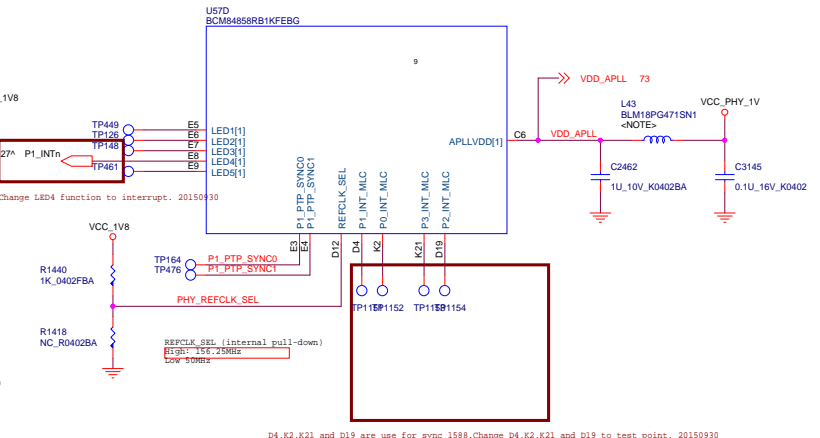 U57D
BCM84858RB1KFEBG
9
VDD_APLL 73
_1V8
L43
BLM18PG471SN1
<NOTE>
VCC_PHY_1V
TP449
E5
LED1[1]
TP126
E6
LED2[1]
TP148
E7
LED3[1]
27^ P1_INTn
E8
LED4[1]
TP461
E9
LED5[1]
APLLVDD[1]
C6
VDD_APLL
C2462
1U_10V_K0402BA
C3145
0.1U_16V_K0402
Change LED4 function to interrupt. 20150930
P1_PTP_SYNC0
P1_PTP_SYNC1
REFCLK_SEL
P1_INT_MLC
P0_INT_MLC
P3_INT_MLC
P2_INT_MLC
E3
E4
D12
D4
K2
K21
D19
VCC_1V8
TP164
P1_PTP_SYNC0
TP476
P1_PTP_SYNC1
R1440
1K_0402FBA
PHY_REFCLK_SEL
TP1152
TP1154
R1418
NC_R0402BA
REFCLK_SEL (internal pull-down)
High: 156.25MHz
Low 50MHz
D4.K2.K21 and D19 are use for sync 1588.Change D4.K2.K21 and D19 to test point. 20150930